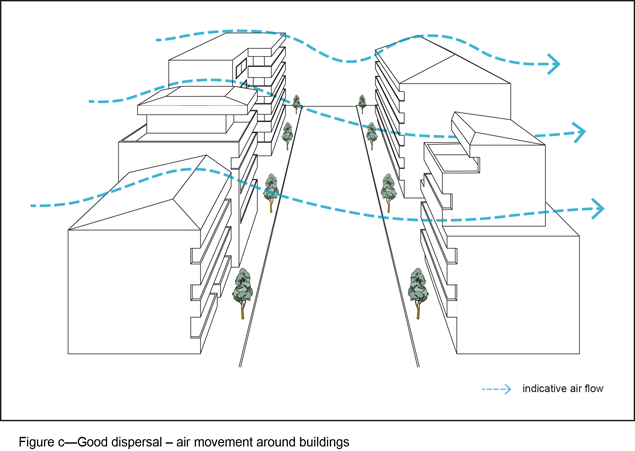 indicative air flow
Figure c—Good dispersal – air movement around buildings